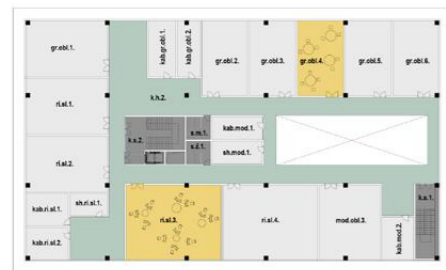 gr.obl.1.
kab.gr.obl.1.
kab.gr.obl.2.
gr.obl.2.
gr.obl.3.
gr.obl.4.
gr.obl.5.
gr.obl.6.
ri.sl.1.
k.h.2.
ri.sl.2.
k.s.2.
s.m.1.
s.d.1.
kab.mod.1.
sh.mod.1.
kab.ri.sl.1.
sh.ri.sl.1.
kab.ri.sl.2.
ri.sl.3.
ri.sl.4.
mod.obl.3.
kab.mod.2.
k.s.1.